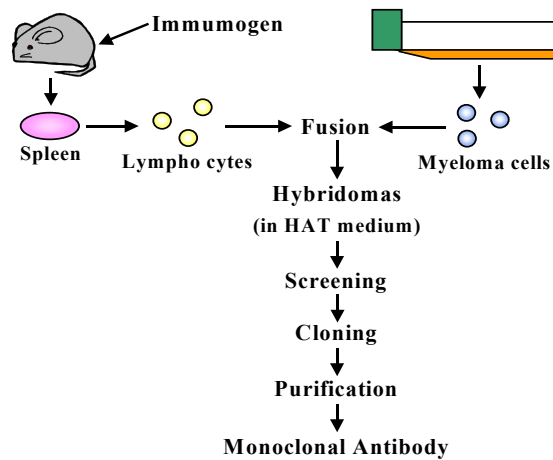 Immumogen
Spleen
Lympho cytes
Fusion
Myeloma cells
Hybridomas
(in HAT medium)
Screening
Cloning
Purification
Monoclonal Antibody